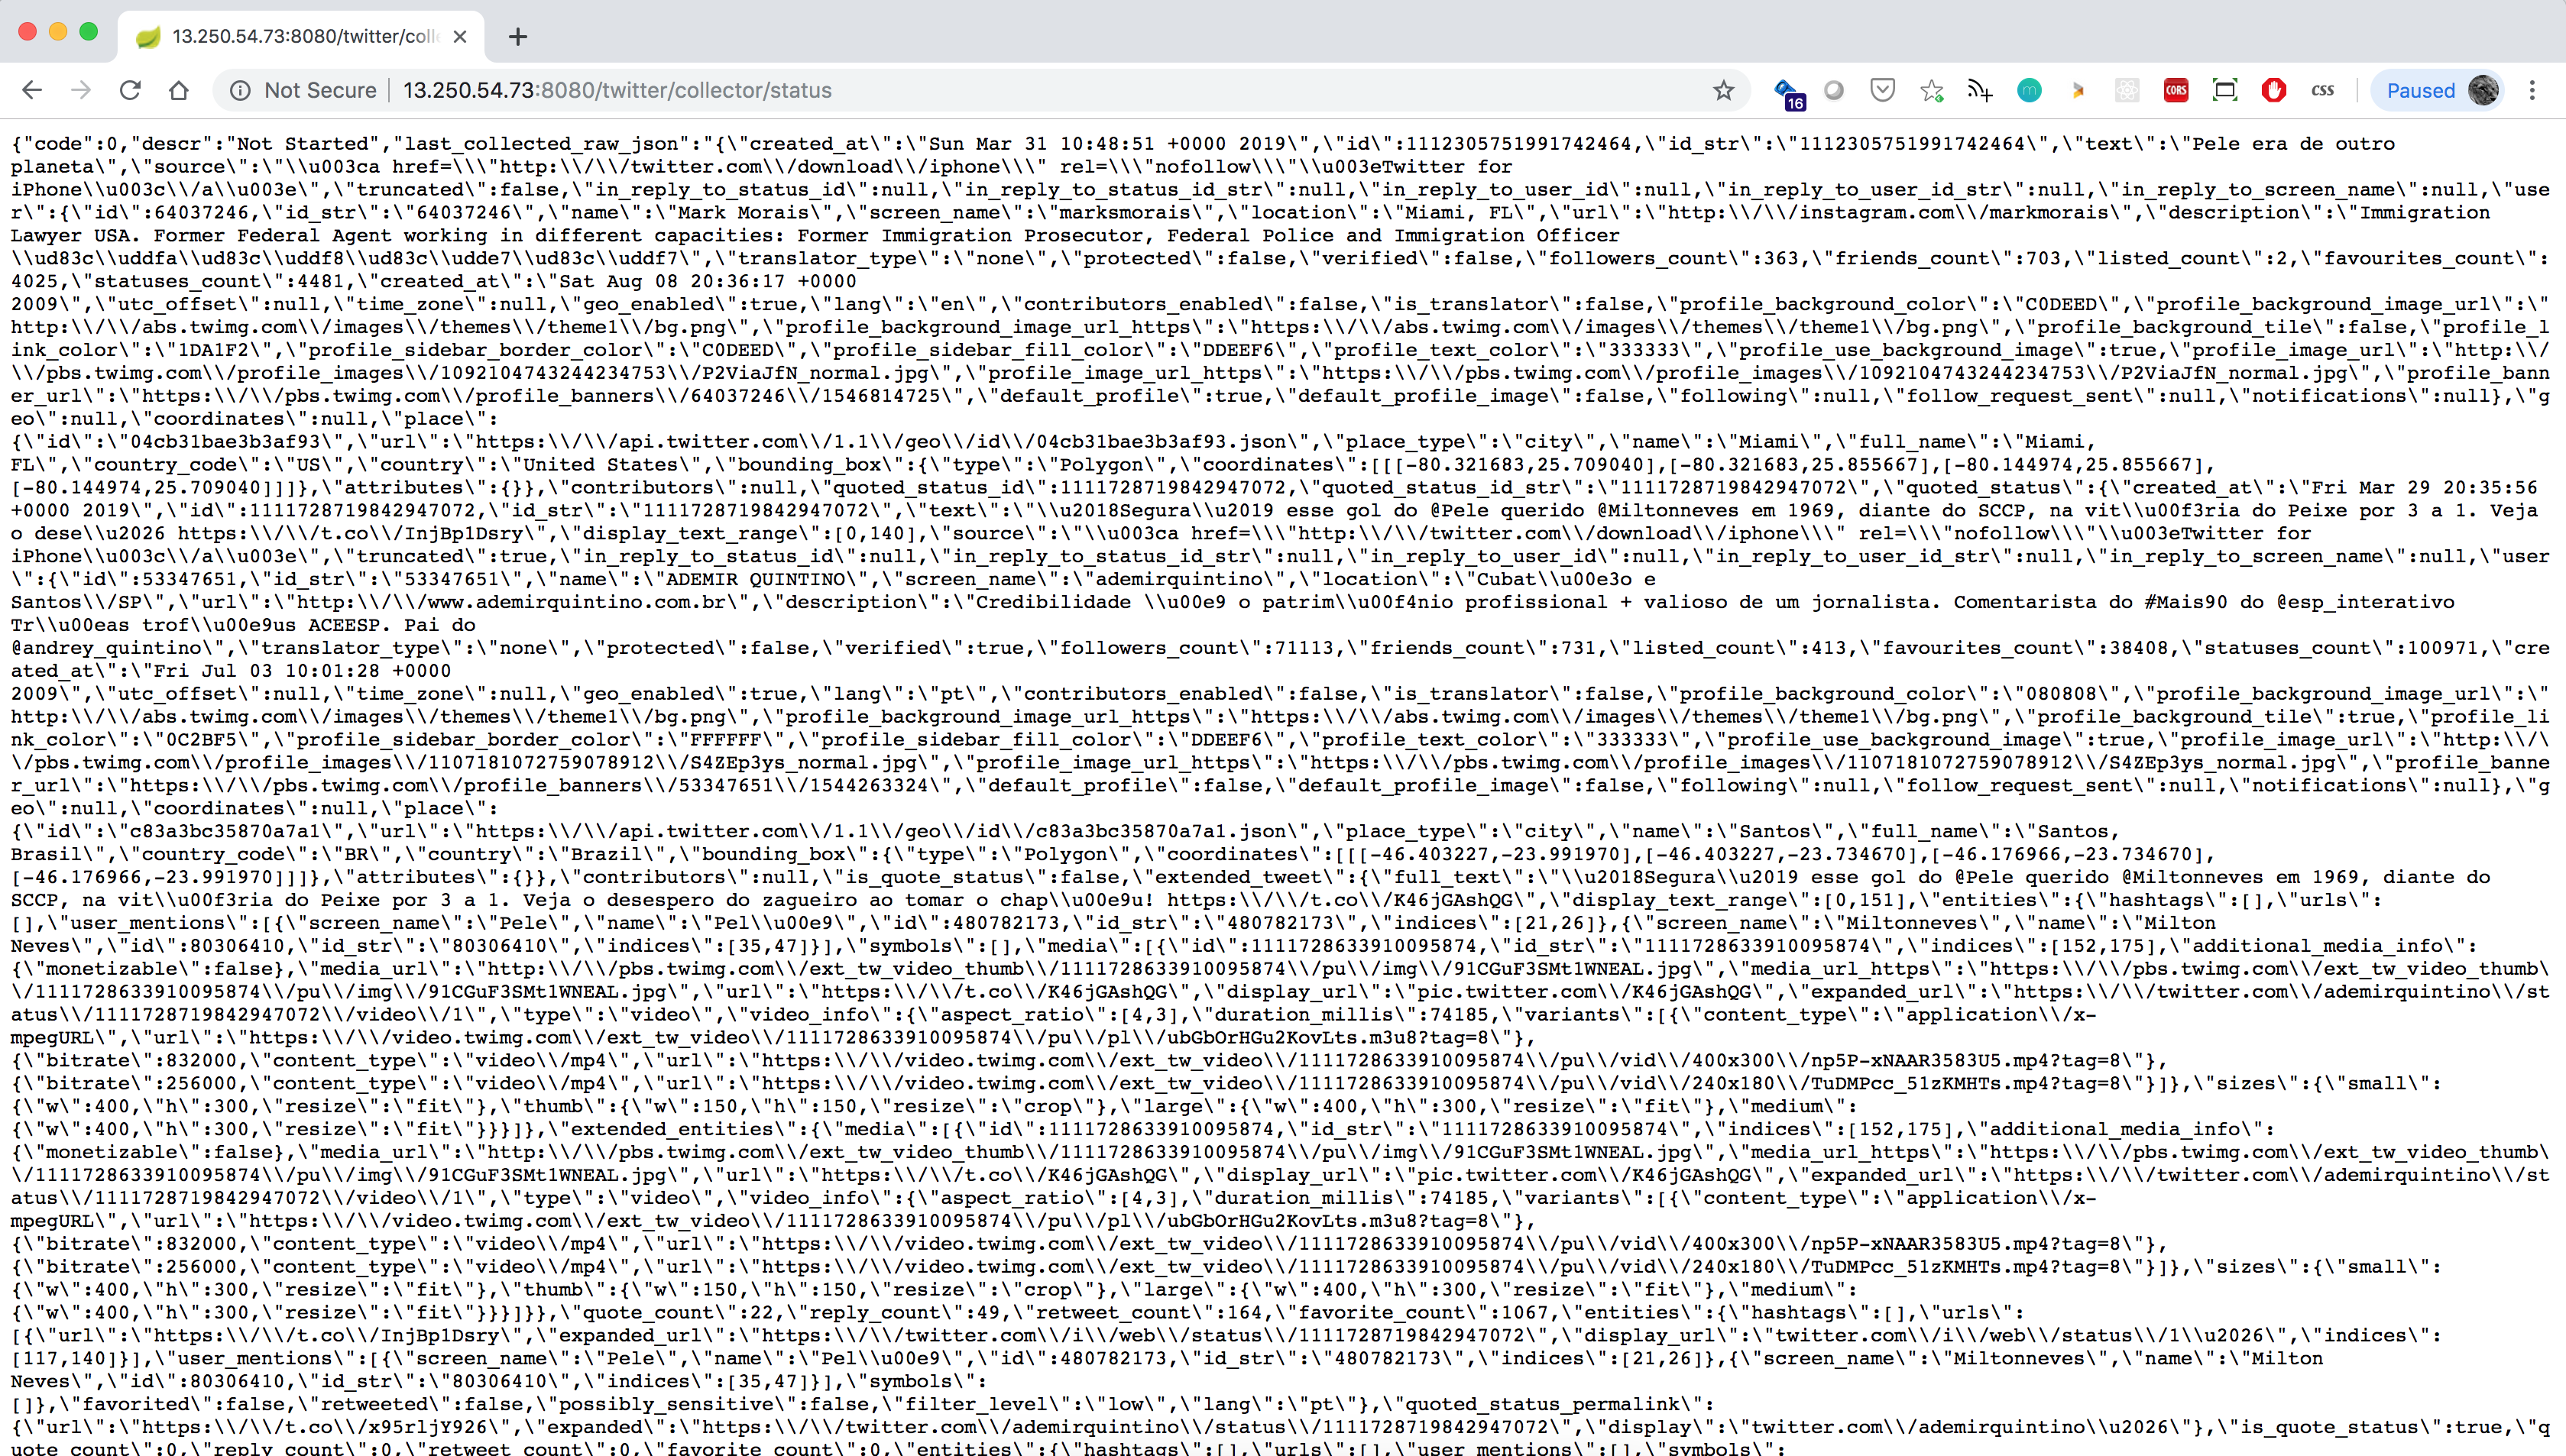 13.250.54.73:8080/twitter/coll
Not Secure 13.250.54.73:8080/twitter/collector/status
16
m
CORS
css
Paused
{"code":0,"descr":"Not Started","last_collected_raw_json":"{\"created_at\":\"Sun Mar 31 10:48:51 +0000 2019\",\"id\":1112305751991742464,\"id_str\":\"1112305751991742464\",\"text\":\"Pele era de outro
planeta\",\"source\":\"\\u003ca href=\\\"http:\\/\\/twitter.com\\/download\\/iphone\\\" rel=\\\"nofollow\\\"\\u003eTwitter for
iPhone\\u003c\\/a\\u003e\",\"truncated\":false,\"in_reply_to_status_id\":null,\"in_reply_to_status_id_str\":null,\"in_reply_to_user_id\":null,\"in_reply_to_user_id_str\":null,\"in_reply_to_screen_name\":null,\"use
r\":{\"id\":64037246,\"id_str\":\"64037246\",\"name\":\"Mark Morais\",\"screen_name\":\"marksmorais\",\"location\":\"Miami, FL\",\"url\":\"http:\\/\\/instagram.com\\/markmorais\",\"description\":\"Immigration
Lawyer USA. Former Federal Agent working in different capacities: Former Immigration Prosecutor, Federal Police and Immigration Officer
\\ud83c\\uddfa\\ud83c\\uddf8\\ud83c\\udde7\\ud83c\\uddf7\",\"translator_type\":\"none\",\"protected\":false,\"verified\":false,\"followers_count\":363,\"friends_count\":703,\"listed_count\":2,\"favourites_count\":
4025,\"statuses_count\":4481,\"created_at\":\"Sat Aug 08 20:36:17 +0000
2009\",\"utc_offset\":null,\"time_zone\":null,\"geo_enabled\":true,\"lang\":\"en\",\"contributors_enabled\":false,\"is_translator\":false,\"profile_background_color\":\"C0DEED\",\"profile_background_image_url\":\"
http:\\/\\/abs.twimg.com\\/images\\/themes\\/theme1\\/bg.png\",\"profile_background_image_url_https\":\"https:\\/\\/abs.twimg.com\\/images\\/themes\\/theme1\\/bg.png\",\"profile_background_tile\":false,\"profile_l
ink_color\":\"1DA1F2\",\"profile_sidebar_border_color\":\"C0DEED\",\"profile_sidebar_fill_color\":\"DDEEF6\",\"profile_text_color\":\"333333\",\"profile_use_background_image\":true,\"profile_image_url\":\"http:\\/
\\/pbs.twimg.com\\/profile_images\\/1092104743244234753\\/P2ViaJfN_normal.jpg\",\"profile_image_url_https\":\"https:\\/\\/pbs.twimg.com\\/profile_images\\/1092104743244234753\\/P2ViaJfN_normal.jpg\",\"profile_bann
er_url\":\"https:\\/\\/pbs.twimg.com\\/profile_banners\\/64037246\\/1546814725\",\"default_profile\":true,\"default_profile_image\":false,\"following\":null,\"follow_request_sent\":null,\"notifications\":null},\"g
eo\":null,\"coordinates\":null,\"place\":
{\"id\":\"04cb31bae3b3af93\",\"url\":\"https:\\/\\/api.twitter.com\\/1.1\\/geo\\/id\\/04cb31bae3b3af93.json\",\"place_type\":\"city\",\"name\":\"Miami\",\"full_name\":\"Miami,
FL\",\"country_code\":\"US\",\"country\":\"United States\",\"bounding_box\":{\"type\":\"Polygon\",\"coordinates\":[[[-80.321683,25.709040],[-80.321683,25.855667],[-80.144974,25.855667],
[-80.144974,25.709040]]]},\"attributes\":{}},\"contributors\":null,\"quoted_status_id\":1111728719842947072,\"quoted_status_id_str\":\"1111728719842947072\",\"quoted_status\":{\"created_at\":\"Fri Mar 29 20:35:56
+0000 2019\",\"id\":1111728719842947072,\"id_str\":\"1111728719842947072\",\"text\":\"\\u2018Segura\\u2019 esse gol do @Pele querido @Miltonneves em 1969, diante do SCCP, na vit\\u00f3ria do Peixe por 3 a 1. Veja
o dese\\u2026 https:\\/\\/t.co\\/InjBp1Dsry\",\"display_text_range\":[0,140],\"source\":\"\\u003ca href=\\\"http:\\/\\/twitter.com\\/download\\/iphone\\\" rel=\\\"nofollow\\\"\\u003eTwitter for
iPhone\\u003c\\/a\\u003e\",\"truncated\":true,\"in_reply_to_status_id\":null,\"in_reply_to_status_id_str\":null,\"in_reply_to_user_id\":null,\"in_reply_to_user_id_str\":null,\"in_reply_to_screen_name\":null,\"user
\":{\"id\":53347651,\"id_str\":\"53347651\",\"name\":\"ADEMIR QUINTINO\",\"screen_name\":\"ademirquintino\",\"location\":\"Cubat\\u00e3o e
Santos\\/SP\",\"url\":\"http:\\/\\/www.ademirquintino.com.br\",\"description\":\"Credibilidade \\u00e9 o patrim\\u00f4nio profissional + valioso de um jornalista. Comentarista do #Mais90 do @esp_interativo
Tr\\u00eas trof\\u00e9us ACEESP. Pai do
@andrey_quintino\",\"translator_type\":\"none\",\"protected\":false,\"verified\":true,\"followers_count\":71113,\"friends_count\":731,\"listed_count\":413,\"favourites_count\":38408,\"statuses_count\":100971,\"cre
ated_at\":\"Fri Jul 03 10:01:28 +0000
2009\",\"utc_offset\":null,\"time_zone\":null,\"geo_enabled\":true,\"lang\":\"pt\",\"contributors_enabled\":false,\"is_translator\":false,\"profile_background_color\":\"080808\",\"profile_background_image_url\":\"
http:\\/\\/abs.twimg.com\\/images\\/themes\\/theme1\\/bg.png\",\"profile_background_image_url_https\":\"https:\\/\\/abs.twimg.com\\/images\\/themes\\/theme1\\/bg.png\",\"profile_background_tile\":true,\"profile_li
nk_color\":\"0C2BF5\",\"profile_sidebar_border_color\":\"FFFFFF\",\"profile_sidebar_fill_color\":\"DDEEF6\",\"profile_text_color\":\"333333\",\"profile_use_background_image\":true,\"profile_image_url\":\"http:\\/\
\/pbs.twimg.com\\/profile_images\\/1107181072759078912\\/S4ZEp3ys_normal.jpg\",\"profile_image_url_https\":\"https:\\/\\/pbs.twimg.com\\/profile_images\\/1107181072759078912\\/S4ZEp3ys_normal.jpg\",\"profile_banne
r_url\":\"https:\\/\\/pbs.twimg.com\\/profile_banners\\/53347651\\/1544263324\",\"default_profile\":false,\"default_profile_image\":false,\"following\":null,\"follow_request_sent\":null,\"notifications\":null},\"g
eo\":null,\"coordinates\":null,\"place\":
{\"id\":\"c83a3bc35870a7a1\",\"url\":\"https:\\/\\/api.twitter.com\\/1.1\\/geo\\/id\\/c83a3bc35870a7a1.json\",\"place_type\":\"city\",\"name\":\"Santos\",\"full_name\":\"Santos,
Brasil\",\"country_code\":\"BR\",\"country\":\"Brazil\",\"bounding_box\":{\"type\":\"Polygon\",\"coordinates\":[[[-46.403227,-23.991970],[-46.403227,-23.734670],[-46.176966,-23.734670],
[-46.176966,-23.991970]]]},\"attributes\":{}},\"contributors\":null,\"is_quote_status\":false,\"extended_tweet\":{\"full_text\":\"\\u2018Segura\\u2019 esse gol do @Pele querido @Miltonneves em 1969, diante do
SCCP, na vit\\u00f3ria do Peixe por 3 a 1. Veja o desespero do zagueiro ao tomar o chap\\u00e9u! https:\\/\\/t.co\\/K46jGAshQG\",\"display_text_range\":[0,151],\"entities\":{\"hashtags\":[],\"urls\":
[],\"user_mentions\":[{\"screen_name\":\"Pele\",\"name\":\"Pel\\u00e9\",\"id\":480782173,\"id_str\":\"480782173\",\"indices\":[21,26]},{\"screen_name\":\"Miltonneves\",\"name\":\"Milton
Neves\",\"id\":80306410,\"id_str\":\"80306410\",\"indices\":[35,47]}],\"symbols\":[],\"media\":[{\"id\":1111728633910095874,\"id_str\":\"1111728633910095874\",\"indices\":[152,175],\"additional_media_info\":
{\"monetizable\":false},\"media_url\":\"http:\\/\\/pbs.twimg.com\\/ext_tw_video_thumb\\/1111728633910095874\\/pu\\/img\\/91CGuF3SMt1WNEAL.jpg\",\"media_url_https\":\"https:\\/\\/pbs.twimg.com\\/ext_tw_video_thumb\
\/1111728633910095874\\/pu\\/img\\/91CGuF3SMt1WNEAL.jpg\",\"url\":\"https:\\/\\/t.co\\/K46jGAshQG\",\"display_url\":\"pic.twitter.com\\/K46jGAshQG\",\"expanded_url\":\"https:\\/\\/twitter.com\\/ademirquintino\\/st
atus\\/1111728719842947072\\/video\\/1\",\"type\":\"video\",\"video_info\":{\"aspect_ratio\":[4,3],\"duration_millis\":74185,\"variants\":[{\"content_type\":\"application\\/x-
mpegURL\",\"url\":\"https:\\/\\/video.twimg.com\\/ext_tw_video\\/1111728633910095874\\/pu\\/pl\\/ubGbOrHGu2KovLts.m3u8?tag=8\"},
{\"bitrate\":832000,\"content_type\":\"video\\/mp4\",\"url\":\"https:\\/\\/video.twimg.com\\/ext_tw_video\\/1111728633910095874\\/pu\\/vid\\/400x300\\/np5P-xNAAR3583U5.mp4?tag=8\"},
{\"bitrate\":256000,\"content_type\":\"video\\/mp4\",\"url\":\"https:\\/\\/video.twimg.com\\/ext_tw_video\\/1111728633910095874\\/pu\\/vid\\/240x180\\/TuDMPcc_51zKMHTs.mp4?tag=8\"}]},\"sizes\":{\"small\":
{\"w\":400,\"h\":300,\"resize\":\"fit\"},\"thumb\":{\"w\":150,\"h\":150,\"resize\":\"crop\"},\"large\":{\"w\":400,\"h\":300,\"resize\":\"fit\"},\"medium\":
{\"w\":400,\"h\":300,\"resize\":\"fit\"}}}]},\"extended_entities\":{\"media\":[{\"id\":1111728633910095874,\"id_str\":\"1111728633910095874\",\"indices\":[152,175],\"additional_media_info\":
{\"monetizable\":false},\"media_url\":\"http:\\/\\/pbs.twimg.com\\/ext_tw_video_thumb\\/1111728633910095874\\/pu\\/img\\/91CGuF3SMt1WNEAL.jpg\",\"media_url_https\":\"https:\\/\\/pbs.twimg.com\\/ext_tw_video_thumb\
\/1111728633910095874\\/pu\\/img\\/91CGuF3SMt1WNEAL.jpg\",\"url\":\"https:\\/\\/t.co\\/K46jGAshQG\",\"display_url\":\"pic.twitter.com\\/K46jGAshQG\",\"expanded_url\":\"https:\\/\\/twitter.com\\/ademirquintino\\/st
atus\\/1111728719842947072\\/video\\/1\",\"type\":\"video\",\"video_info\":{\"aspect_ratio\":[4,3],\"duration_millis\":74185,\"variants\":[{\"content_type\":\"application\\/x-
mpegURL\",\"url\":\"https:\\/\\/video.twimg.com\\/ext_tw_video\\/1111728633910095874\\/pu\\/pl\\/ubGbOrHGu2KovLts.m3u8?tag=8\"},
{\"bitrate\":832000,\"content_type\":\"video\\/mp4\",\"url\":\"https:\\/\\/video.twimg.com\\/ext_tw_video\\/1111728633910095874\\/pu\\/vid\\/400x300\\/np5P-xNAAR3583U5.mp4?tag=8\"},
{\"bitrate\":256000,\"content_type\":\"video\\/mp4\",\"url\":\"https:\\/\\/video.twimg.com\\/ext_tw_video\\/1111728633910095874\\/pu\\/vid\\/240x180\\/TuDMPcc_51zKMHTs.mp4?tag=8\"}]},\"sizes\":{\"small\":
{\"w\":400,\"h\":300,\"resize\":\"fit\"},\"thumb\":{\"w\":150,\"h\":150,\"resize\":\"crop\"},\"large\":{\"w\":400,\"h\":300,\"resize\":\"fit\"},\"medium\":
{\"w\":400,\"h\":300,\"resize\":\"fit\"}}}]}},\"quote_count\":22,\"reply_count\":49,\"retweet_count\":164,\"favorite_count\":1067,\"entities\":{\"hashtags\":[],\"urls\":
[{\"url\":\"https:\\/\\/t.co\\/InjBp1Dsry\",\"expanded_url\":\"https:\\/\\/twitter.com\\/i\\/web\\/status\\/1111728719842947072\",\"display_url\":\"twitter.com\\/i\\/web\\/status\\/1\\u2026\",\"indices\":
[117,140]}],\"user_mentions\":[{\"screen_name\":\"Pele\",\"name\":\"Pel\\u00e9\",\"id\":480782173,\"id_str\":\"480782173\",\"indices\":[21,26]},{\"screen_name\":\"Miltonneves\",\"name\":\"Milton
Neves\",\"id\":80306410,\"id_str\":\"80306410\",\"indices\":[35,47]}],\"symbols\":
[]},\"favorited\":false,\"retweeted\":false,\"possibly_sensitive\":false,\"filter_level\":\"low\",\"lang\":\"pt\"},\"quoted_status_permalink\":
{\"url\":\"https:\\/\\/t.co\\/x95rljY926\",\"expanded\":\"https:\\/\\/twitter.com\\/ademirquintino\\/status\\/1111728719842947072\",\"display\":\"twitter.com\\/ademirquintino\\u2026\"},\"is_quote_status\":true,\"q
uote_count\":0,\"reply_count\":0,\"retweet_count\":0,\"favorite_count\":0,\"entities\":{\"hashtags\":[],\"urls\":[],\"user_mentions\":[],\"symbols\":